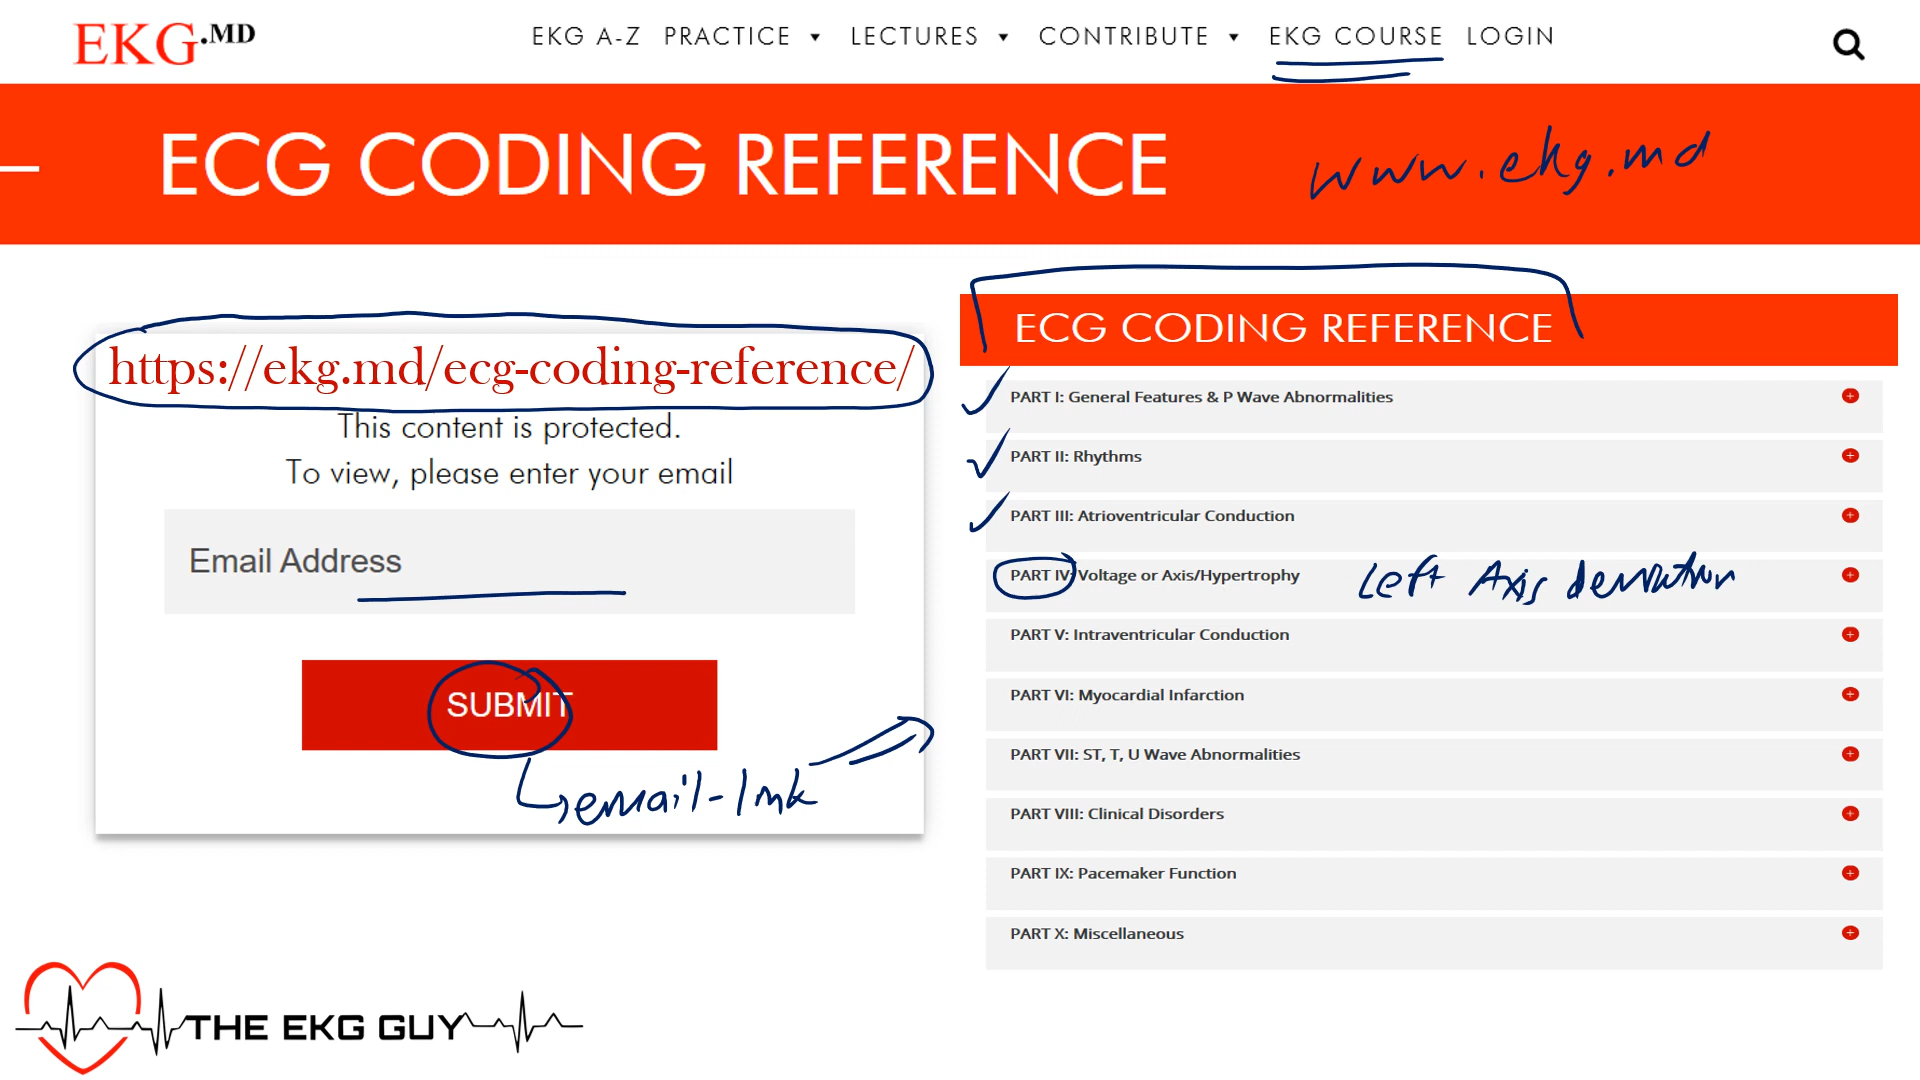 EKG.MD
EKG A-Z PRACTICE LECTURES CONTRIBUTE EKG COURSE LOGIN
ECG CODING REFERENCE
www.ekg.md
https://ekg.md/ecg-coding-reference/
This content is protected.
To view, please enter your email
Email Address
SUBMIT
email-link
ECG CODING REFERENCE
PART I: General Features & P Wave Abnormalities
PART II: Rhythms
PART III: Atrioventricular Conduction
PART IV: Voltage or Axis/Hypertrophy
Left Axis deviation
PART V: Intraventricular Conduction
PART VI: Myocardial Infarction
PART VII: ST, T, U Wave Abnormalities
PART VIII: Clinical Disorders
PART IX: Pacemaker Function
PART X: Miscellaneous
THE EKG GUY